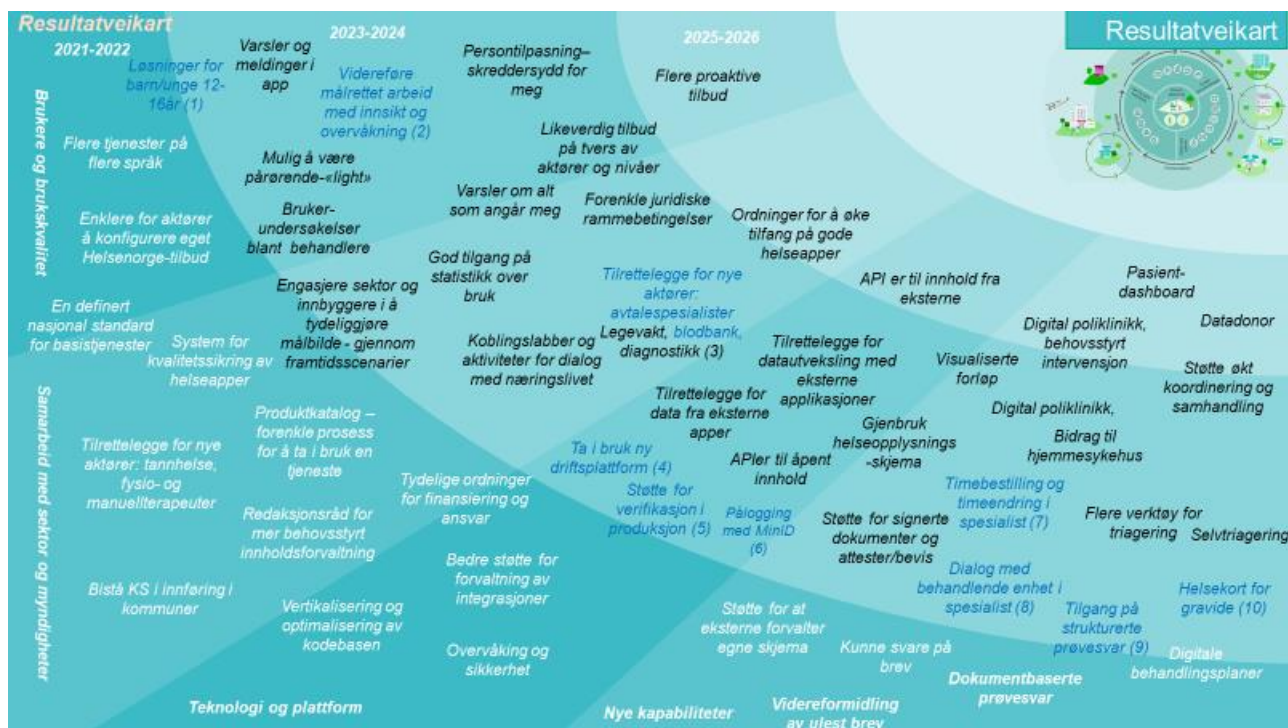 Resultatveikart
2021-2022
2023-2024
2025-2026
Resultatveikart
Brukere og brukskvalitet
Løsninger for
barn/unge 12-
16år (1)
Varsler og
meldinger i
app
Videreføre
målrettet arbeid
med innsikt og
overvåkning (2)
Persontilpasning–
skreddersydd for
meg
Flere proaktive
tilbud
Flere tjenester på
flere språk
Mulig å være
pårørende-«light»
Likeverdig tilbud
på tvers av
aktører og nivåer
Varsler om alt
som angår meg
Forenkle juridiske
rammebetingelser
Enklere for aktører
å konfigurere eget
Helsenorge-tilbud
Bruker-
undersøkelser
blant behandlere
Ordninger for å øke
tilfang på gode
helseapper
God tilgang på
statistikk over
bruk
Engasjere sektor og
innbyggere i å
tydeliggjøre
målbilde - gjennom
framtidsscenarier
Tilrettelegge for nye
aktører:
avtalespesialister
Legevakt, blodbank,
diagnostikk (3)
API er til innhold fra
eksterne
Pasient-
dashboard
Datadonor
En definert
nasjonal standard
for basistjenester
System for
kvalitetssikring av
helseapper
Koblingslabber og
aktiviteter for dialog
med næringslivet
Tilrettelegge for
datautveksling med
eksterne
applikasjoner
Visualiserte
forløp
Digital poliklinikk,
behovsstyrt
intervensjon
Støtte økt
koordinering og
samhandling
Samarbeid med sektor og myndigheter
Produktkatalog –
forenkle prosess
for å ta i bruk en
tjeneste
Tilrettelegge for
data fra eksterne
apper
Gjenbruk
helseopplysnings
-skjema
Digital poliklinikk,
Bidrag til
hjemmesykehus
Tilrettelegge for nye
aktører: tannhelse,
fysio- og
manuellterapeuter
Ta i bruk ny
driftsplattform (4)
APIer til åpent
innhold
Tydelige ordninger
for finansiering og
ansvar
Støtte for
verifikasjon i
produksjon (5)
Pålogging
med MinID
(6)
Timebestilling og
timeendring i
spesialist (7)
Redaksjonsråd for
mer behovsstyrt
innholdsforvaltning
Støtte for signerte
dokumenter og
attester/bevis
Flere verktøy for
triagering
Selvtriagering
Bistå KS i innføring i
kommuner
Bedre støtte for
forvaltning av
integrasjoner
Dialog med
behandlende enhet i
spesialist (8)
Helsekort for
gravide (10)
Vertikalisering og
optimalisering av
kodebasen
Støtte for at
eksterne forvalter
egne skjema
Tilgang på
strukturerte
prøvesvar (9)
Overvåking og
sikkerhet
Kunne svare på
brev
Digitale
behandlingsplaner
Dokumentbaserte
prøvesvar
Teknologi og plattform
Nye kapabiliteter
Videreformidling
av ulest brev